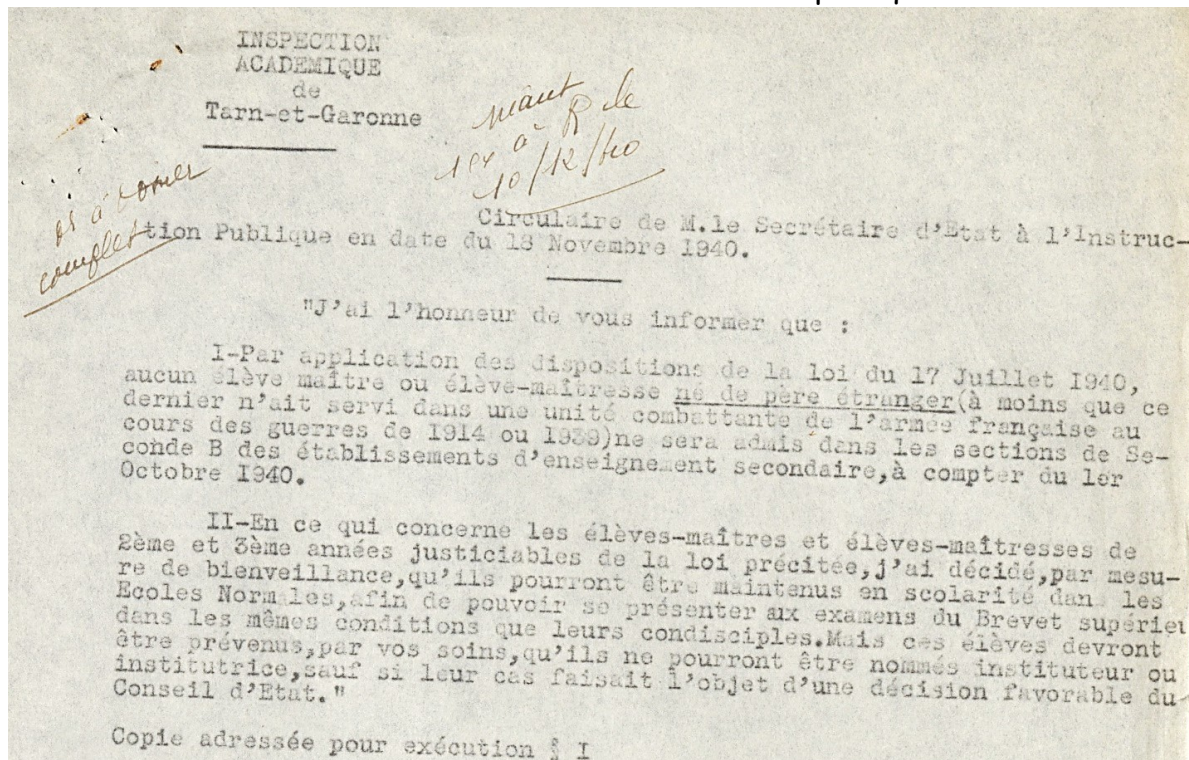 INSPECTION
ACADEMIQUE
de
Tarn-et-Garonne
10/12/40
complet
Circulaire de M.le Secrétaire d'Etat à l'Instruc-
tion Publique en date du 18 Novembre 1940.
"J'ai l'honneur de vous informer que :
I-Par application des dispositions de la loi du 17 Juillet 1940,
aucun élève maître ou élève-maîtresse né de père étranger(à moins que ce
dernier n'ait servi dans une unité combattante de l'armée française au
cours des guerres de 1914 ou 1939)ne sera admis dans les sections de Se-
conde B des établissements d'enseignement secondaire,à compter du 1er
Octobre 1940.
II-En ce qui concerne les élèves-maîtres et élèves-maîtresses de
2ème et 3ème années justiciables de la loi précitée,j'ai décidé,par mesu-
re de bienveillance,qu'ils pourront être maintenus en scolarité dan les
Ecoles Normales,afin de pouvoir se présenter aux examens du Brevet supérieu
dans les mêmes conditions que leurs condisciples.Mais ces élèves devront
être prévenus,par vos soins,qu'ils ne pourront être nommés instituteur ou
institutrice,sauf si leur cas faisait l'objet d'une décision favorable du
Conseil d'Etat."
Copie adressée pour exécution § I